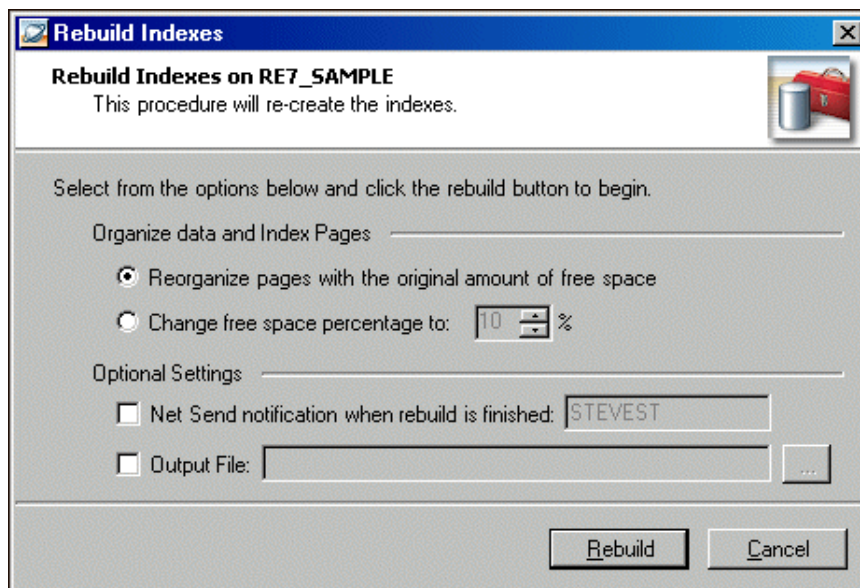 Rebuild Indexes
Rebuild Indexes on RE7_SAMPLE
This procedure will re-create the indexes.
Select from the options below and click the rebuild button to begin.
Organize data and Index Pages
Reorganize pages with the original amount of free space
Change free space percentage to: 10 %
Optional Settings
Net Send notification when rebuild is finished: STEVEST
Output File: ...
Rebuild Cancel